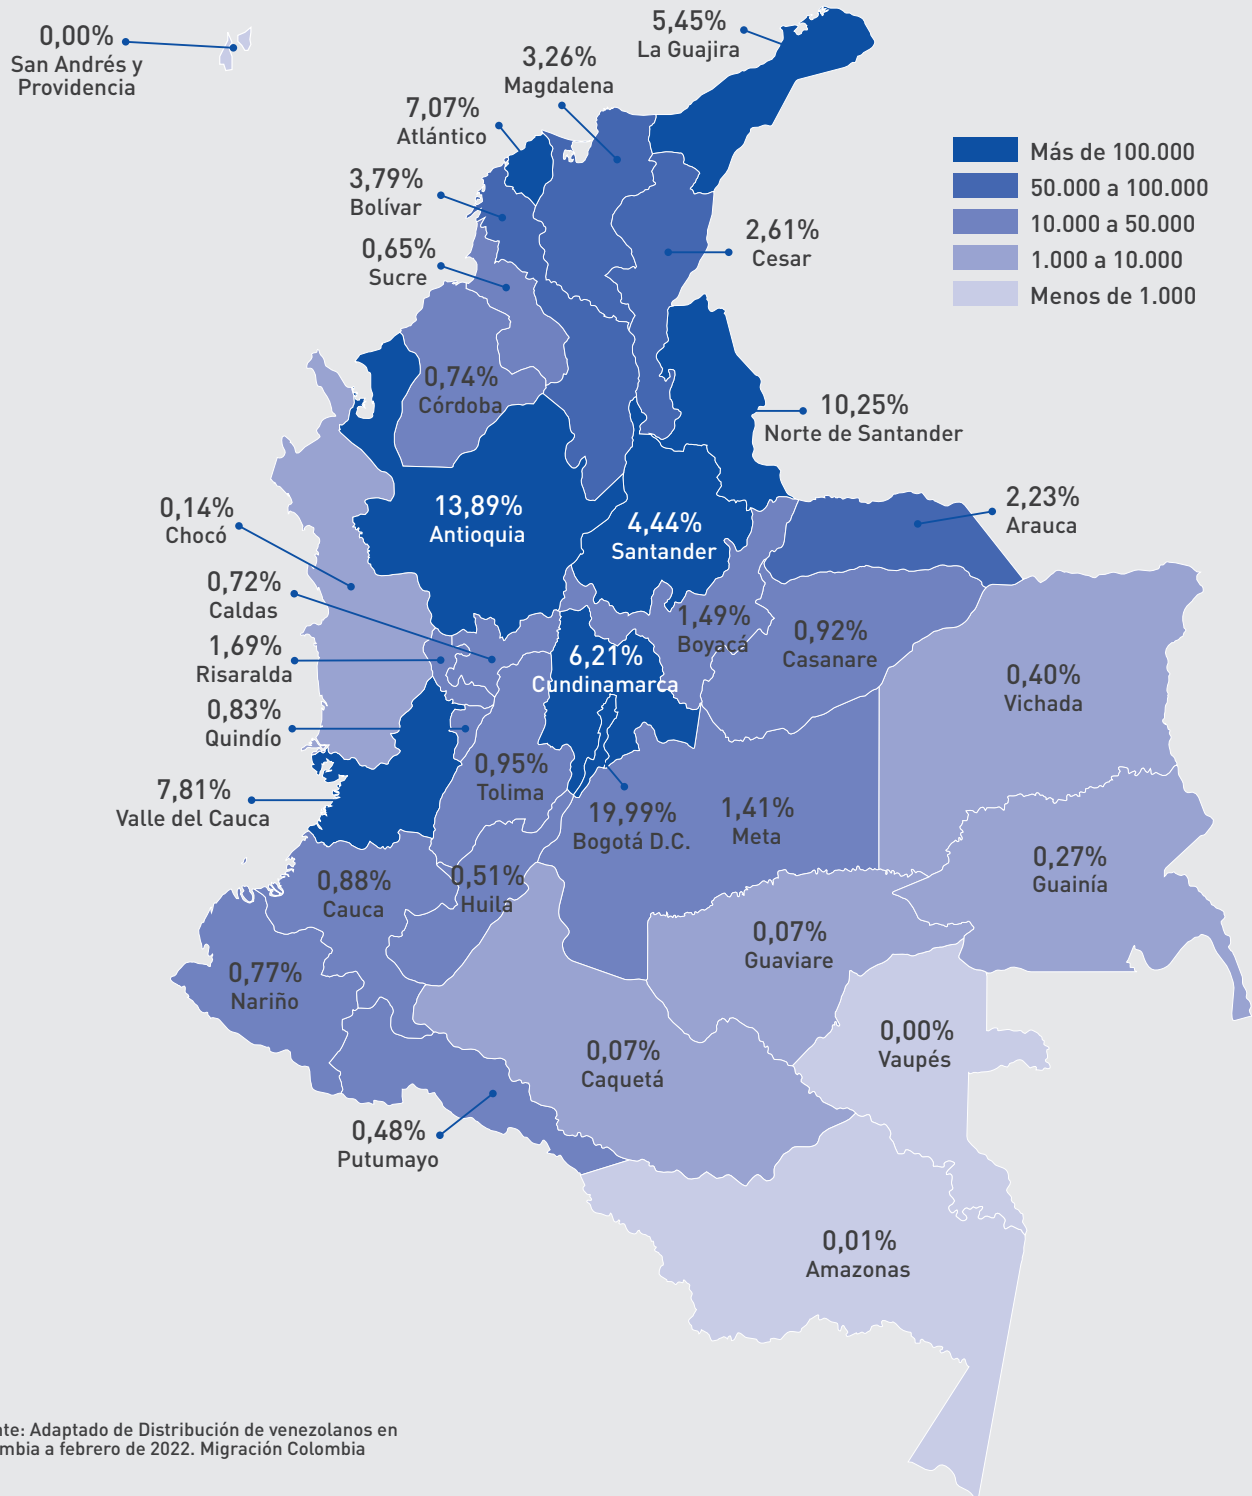 0,00%
San Andrés y
Providencia
5,45%
La Guajira
3,26%
Magdalena
7,07%
Atlántico
3,79%
Bolívar
0,65%
Sucre
2,61%
Cesar
Más de 100.000
50.000 a 100.000
10.000 a 50.000
1.000 a 10.000
Menos de 1.000
0,74%
Córdoba
10,25%
Norte de Santander
13,89%
Antioquia
4,44%
Santander
2,23%
Arauca
0,14%
Chocó
0,72%
Caldas
1,69%
Risaralda
0,83%
Quindío
7,81%
Valle del Cauca
1,49%
Boyacá
0,92%
Casanare
6,21%
Cundinamarca
0,40%
Vichada
0,95%
Tolima
19,99%
Bogotá D.C.
1,41%
Meta
0,27%
Guainía
0,88%
Cauca
0,51%
Huila
0,07%
Guaviare
0,77%
Nariño
0,00%
Vaupés
0,07%
Caquetá
0,48%
Putumayo
0,01%
Amazonas
nte: Adaptado de Distribución de venezolanos en
mbia a febrero de 2022. Migración Colombia